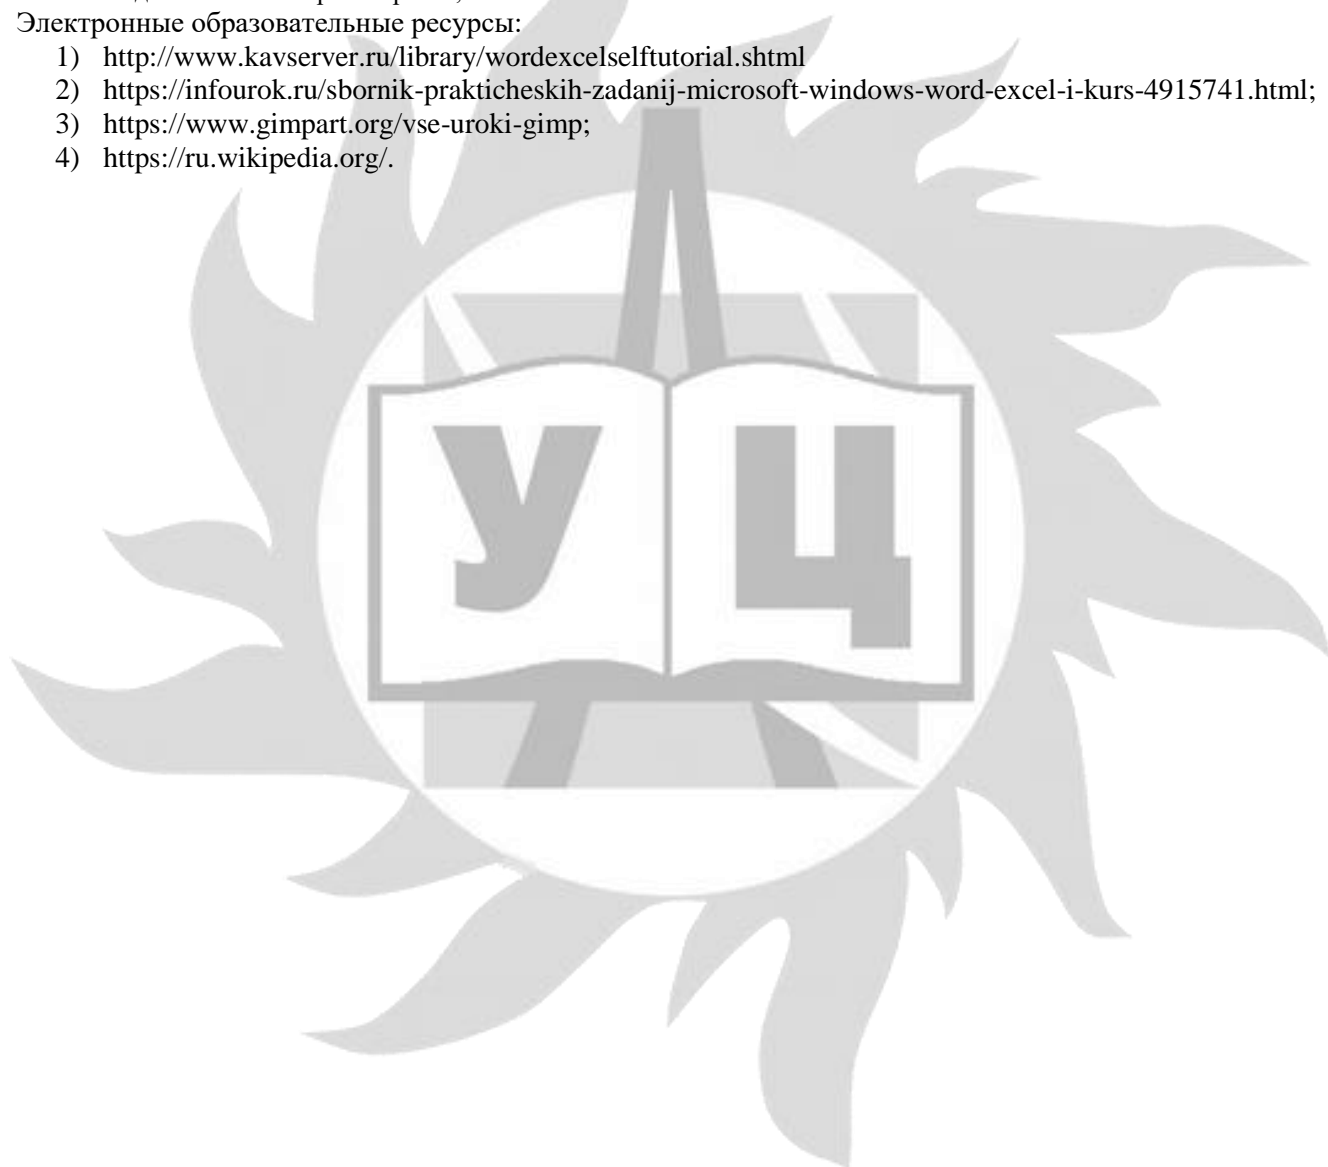 Электронные образовательные ресурсы:
1) http://www.kavserver.ru/library/wordexcelselftutorial.shtml
2) https://infourok.ru/sbornik-prakticheskih-zadanij-microsoft-windows-word-excel-i-kurs-4915741.html;
3) https://www.gimpart.org/vse-uroki-gimp;
4) https://ru.wikipedia.org/.
УЦ